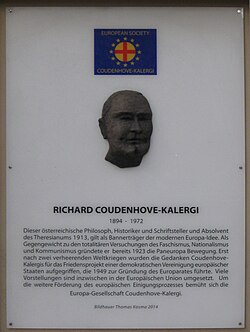 EUROPEAN SOCIETY
COUDENHOVE-KALERGI
RICHARD COUDENHOVE-KALERGI
1894 - 1972
Dieser österreichische Philosoph, Historiker und Schriftsteller und Absolvent
des Theresianums 1913, gilt als Bannerträger der modernen Europa-Idee. Als
Gegengewicht zu den totalitären Versuchungen des Faschismus, Nationalismus
und Kommunismus gründete er bereits 1923 die Paneuropa Bewegung. Erst
nach zwei verheerenden Weltkriegen wurden die Gedanken Coudenhove-
Kalergis für das Friedensprojekt einer demokratischen Vereinigung europäischer
Staaten aufgegriffen, die 1949 zur Gründung des Europarates führte. Viele
Vorstellungen sind inzwischen in der Europäischen Union umgesetzt. Um
die weitere Förderung des europäischen Einigungsprozesses bemüht sich die
Europa-Gesellschaft Coudenhove-Kalergi.
Bildhauer Thomas Kosma 2014